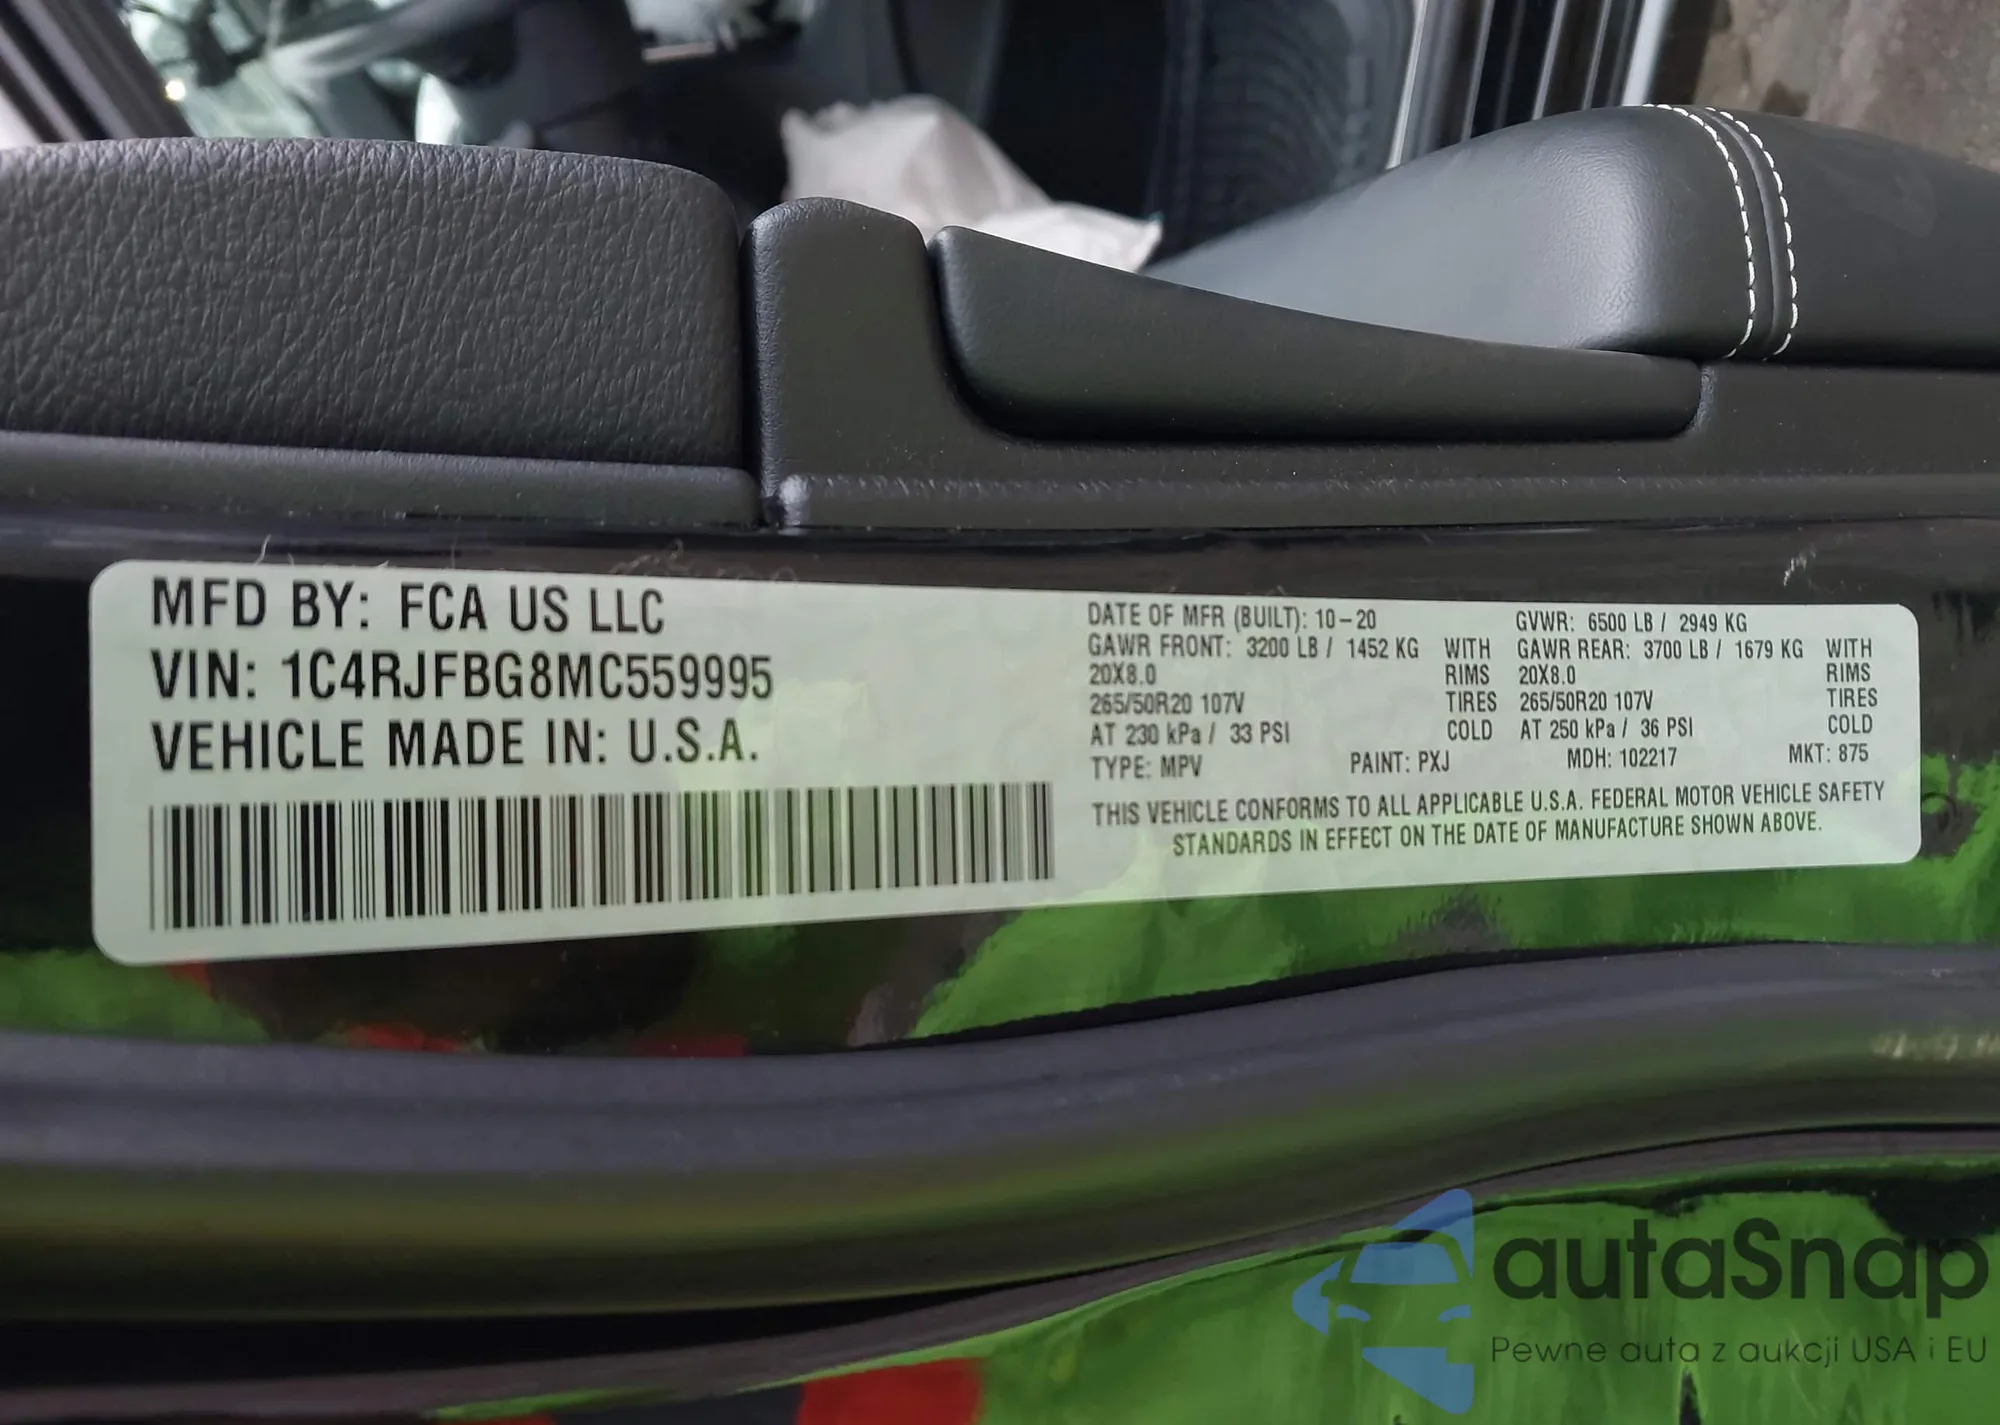 MFD BY: FCA US LLC
VIN: 1C4RJFBG8MC559995
VEHICLE MADE IN: U.S.A.
DATE OF MFR (BUILT): 10-20 GVWR: 6500 LB / 2949 KG
GAWR FRONT: 3200 LB / 1452 KG WITH GAWR REAR: 3700 LB / 1679 KG WITH
20X8.0 RIMS 20X8.0 RIMS
265/50R20 107V TIRES 265/50R20 107V TIRES
AT 230 kPa / 33 PSI COLD AT 250 kPa / 36 PSI COLD
TYPE: MPV PAINT: PXJ MDH: 102217 MKT: 875
THIS VEHICLE CONFORMS TO ALL APPLICABLE U.S.A. FEDERAL MOTOR VEHICLE SAFETY
STANDARDS IN EFFECT ON THE DATE OF MANUFACTURE SHOWN ABOVE.
autaSnap
Pewne auta z aukcji USA i EU